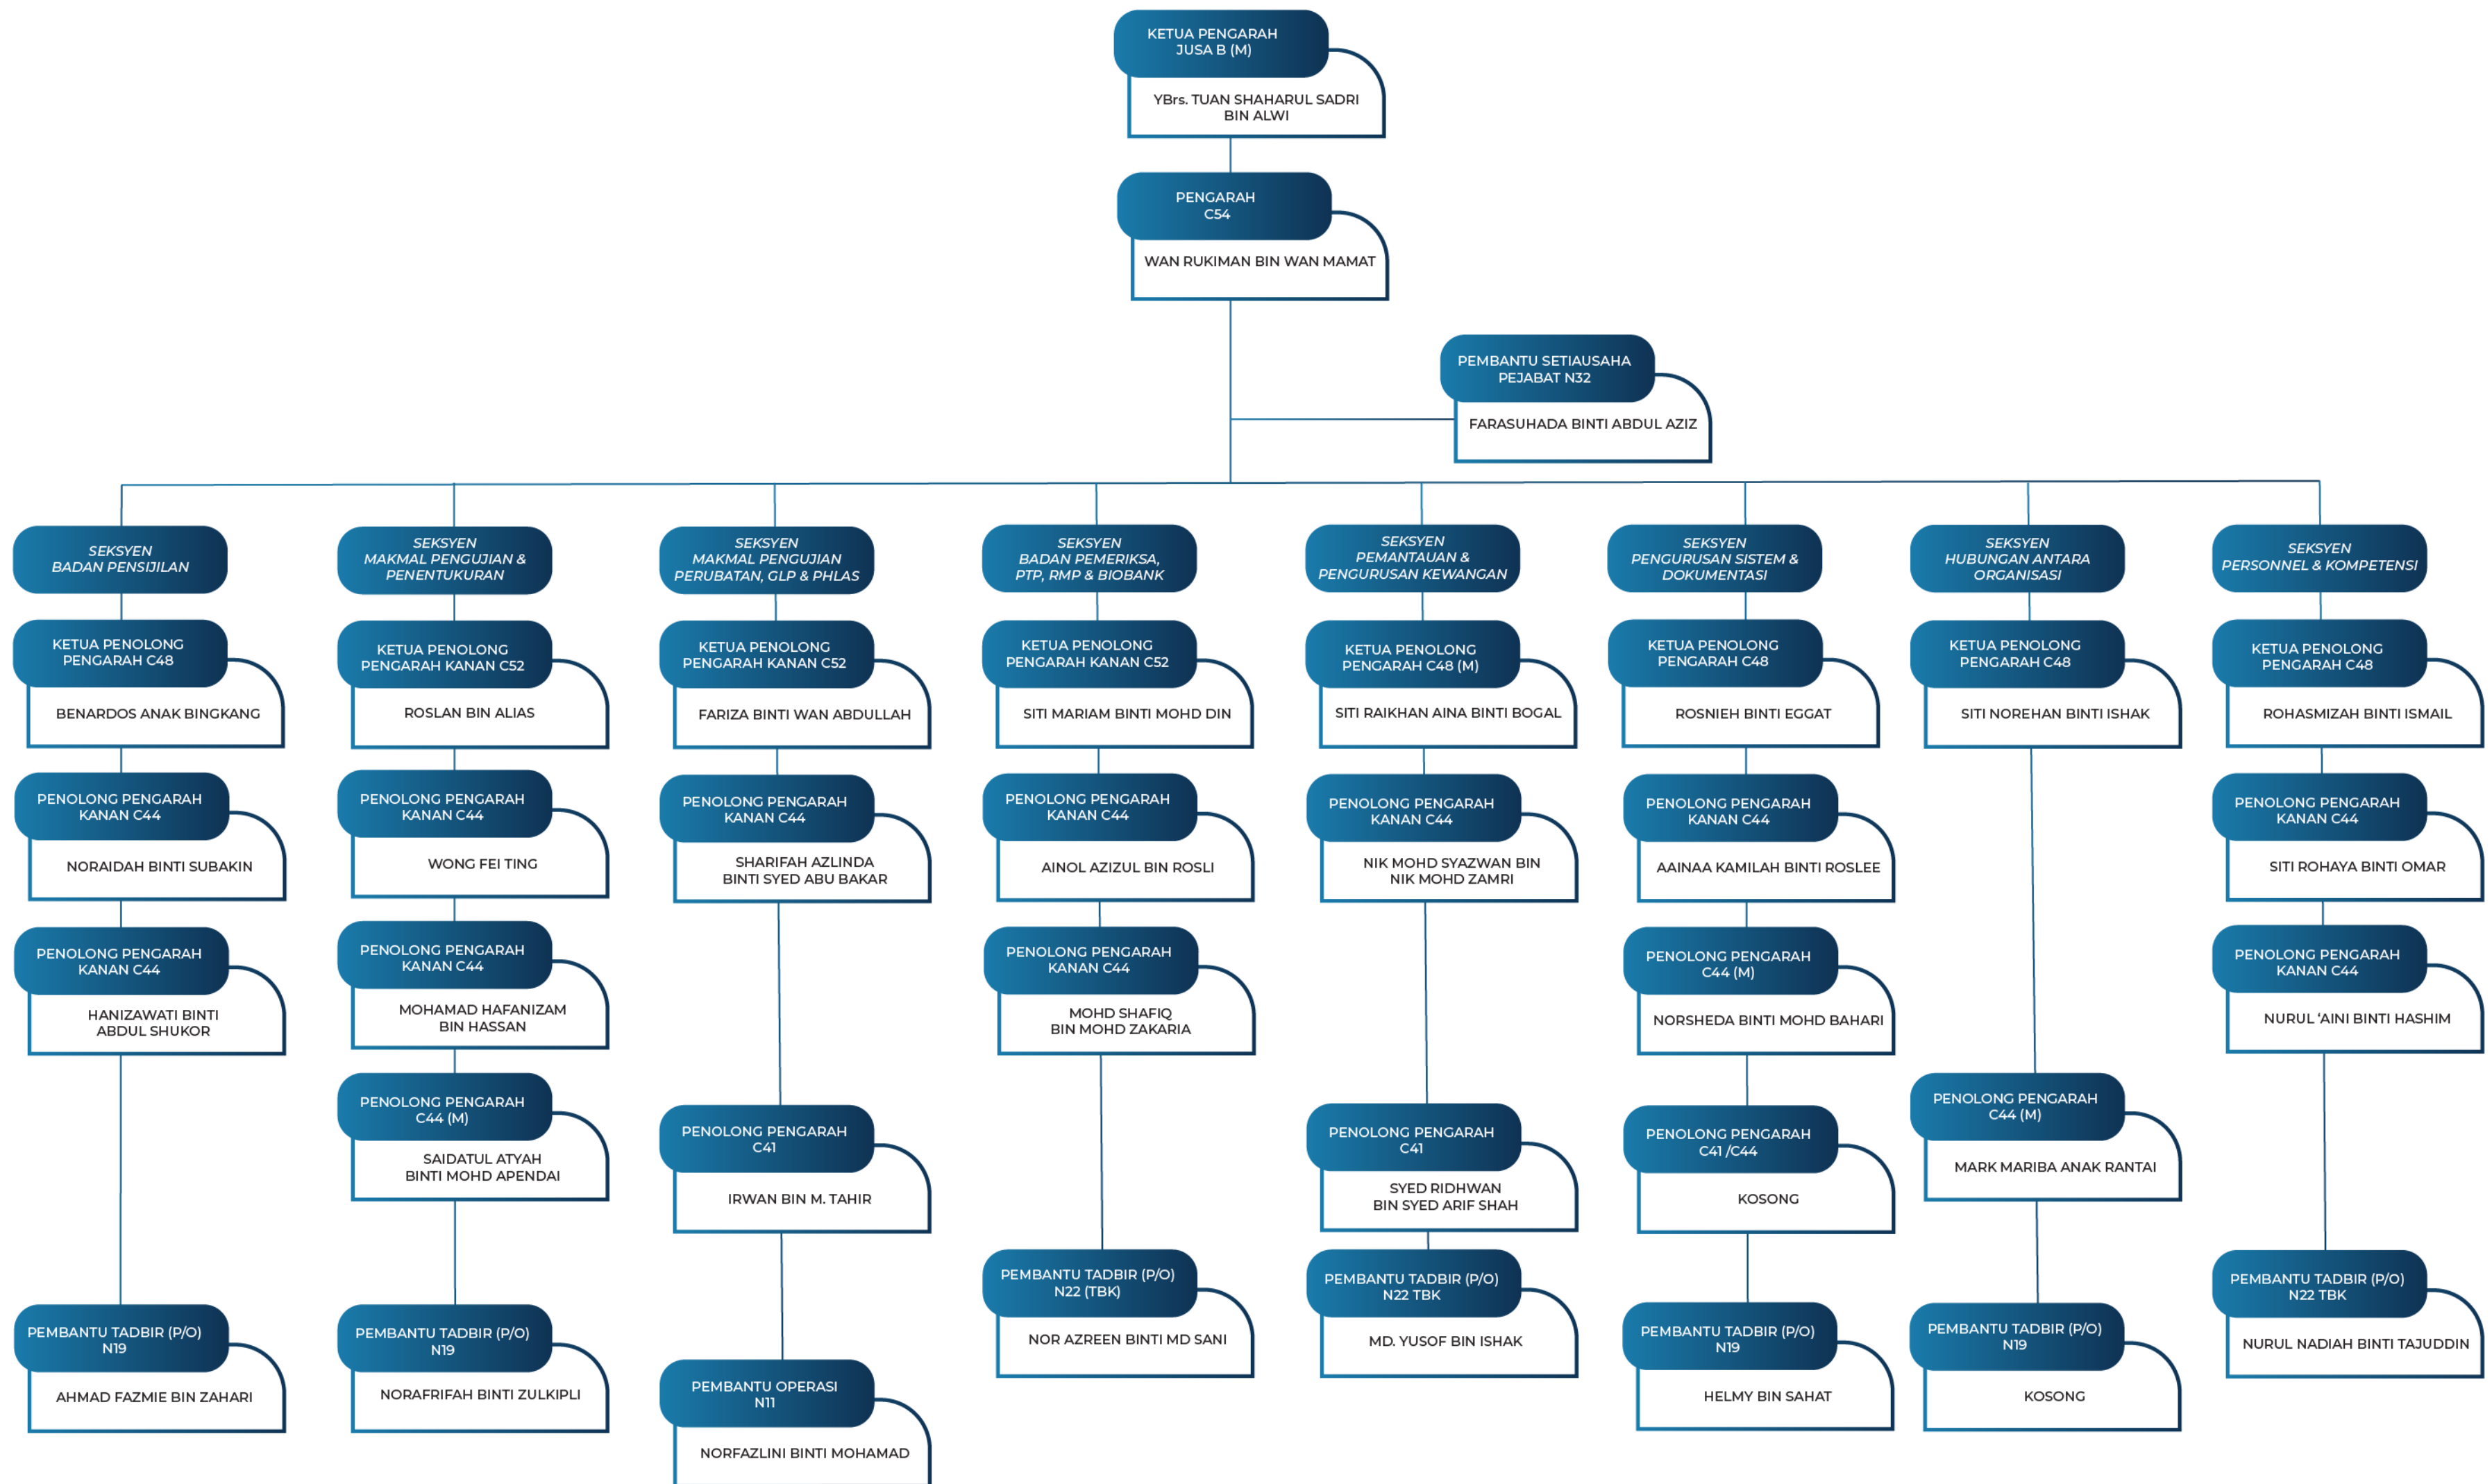 KETUA PENGARAH
JUSA B (M)
YBrs. TUAN SHAHARUL SADRI
BIN ALWI
PENGARAH
C54
WAN RUKIMAN BIN WAN MAMAT
PEMBANTU SETIAUSAHA
PEJABAT N32
FARASUHADA BINTI ABDUL AZIZ
SEKSYEN
BADAN PENSIJILAN
KETUA PENOLONG
PENGARAH C48
BENARDOS ANAK BINGKANG
PENOLONG PENGARAH
KANAN C44
NORAIDAH BINTI SUBAKIN
PENOLONG PENGARAH
KANAN C44
HANIZAWATI BINTI
ABDUL SHUKOR
PEMBANTU TADBIR (P/O)
N19
AHMAD FAZMIE BIN ZAHARI
SEKSYEN
MAKMAL PENGUJIAN &
PENENTUKURAN
KETUA PENOLONG
PENGARAH KANAN C52
ROSLAN BIN ALIAS
PENOLONG PENGARAH
KANAN C44
WONG FEI TING
PENOLONG PENGARAH
KANAN C44
MOHAMAD HAFANIZAM
BIN HASSAN
PENOLONG PENGARAH
C44 (M)
SAIDATUL ATYAH
BINTI MOHD APENDAI
PEMBANTU TADBIR (P/O)
N19
NORAFRIFAH BINTI ZULKIPLI
SEKSYEN
MAKMAL PENGUJIAN
PERUBATAN, GLP & PHLAS
KETUA PENOLONG
PENGARAH KANAN C52
FARIZA BINTI WAN ABDULLAH
PENOLONG PENGARAH
KANAN C44
SHARIFAH AZLINDA
BINTI SYED ABU BAKAR
PENOLONG PENGARAH
C41
IRWAN BIN M. TAHIR
PEMBANTU OPERASI
N11
NORFAZLINI BINTI MOHAMAD
SEKSYEN
BADAN PEMERIKSA,
PTP, RMP & BIOBANK
KETUA PENOLONG
PENGARAH KANAN C52
SITI MARIAM BINTI MOHD DIN
PENOLONG PENGARAH
KANAN C44
AINOL AZIZUL BIN ROSLI
PENOLONG PENGARAH
KANAN C44
MOHD SHAFIQ
BIN MOHD ZAKARIA
PEMBANTU TADBIR (P/O)
N22 (TBK)
NOR AZREEN BINTI MD SANI
SEKSYEN
PEMANTAUAN &
PENGURUSAN KEWANGAN
KETUA PENOLONG
PENGARAH C48 (M)
SITI RAIKHAN AINA BINTI BOGAL
PENOLONG PENGARAH
KANAN C44
NIK MOHD SYAZWAN BIN
NIK MOHD ZAMRI
PENOLONG PENGARAH
C41
SYED RIDHWAN
BIN SYED ARIF SHAH
PEMBANTU TADBIR (P/O)
N22 TBK
MD. YUSOF BIN ISHAK
SEKSYEN
PENGURUSAN SISTEM &
DOKUMENTASI
KETUA PENOLONG
PENGARAH C48
ROSNIEH BINTI EGGAT
PENOLONG PENGARAH
KANAN C44
AAINAA KAMILAH BINTI ROSLEE
PENOLONG PENGARAH
C44 (M)
NORSHEDA BINTI MOHD BAHARI
PENOLONG PENGARAH
C41 /C44
KOSONG
PEMBANTU TADBIR (P/O)
N19
HELMY BIN SAHAT
SEKSYEN
HUBUNGAN ANTARA
ORGANISASI
KETUA PENOLONG
PENGARAH C48
SITI NOREHAN BINTI ISHAK
PENOLONG PENGARAH
C44 (M)
MARK MARIBA ANAK RANTAI
PEMBANTU TADBIR (P/O)
N19
KOSONG
SEKSYEN
PERSONNEL & KOMPETENSI
KETUA PENOLONG
PENGARAH C48
ROHASMIZAH BINTI ISMAIL
PENOLONG PENGARAH
KANAN C44
SITI ROHAYA BINTI OMAR
PENOLONG PENGARAH
KANAN C44
NURUL ‘AINI BINTI HASHIM
PEMBANTU TADBIR (P/O)
N22 TBK
NURUL NADIAH BINTI TAJUDDIN